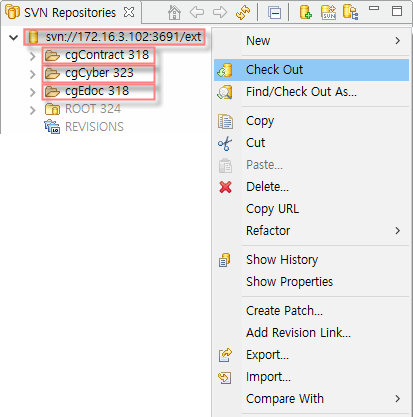 SVN Repositories
svn://172.16.3.102:3691/ext
cgContract 318
cgCyber 323
cgEdoc 318
ROOT 324
REVISIONS
New
Check Out
Find/Check Out As...
Copy
Cut
Paste...
Delete...
Copy URL
Refactor
Show History
Show Properties
Create Patch...
Add Revision Link...
Export...
Import...
Compare With